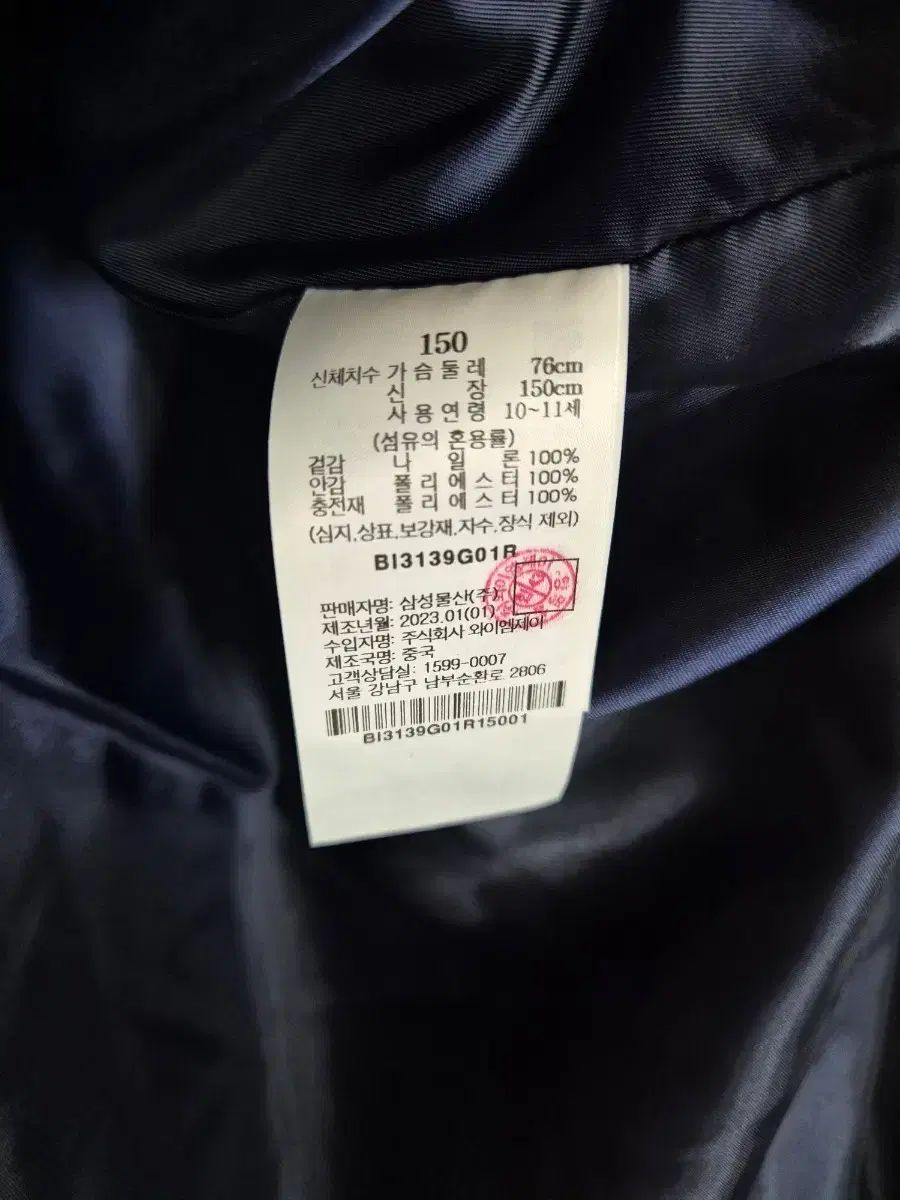 150
신체치수 가 슴 둘 레 76cm
신 장 150cm
사 용 연 령 10~11세
(섬유의 혼용률)
겉감 나 일 론 100%
안감 폴 리 에 스 터 100%
충전재 폴 리 에 스 터 100%
(심지,상표,보강재,자수,장식 제외)
BI3139G01R
판매자명: 삼성물산(주)
제조년월: 2023.01(01)
수입자명: 주식회사 와이엠제이
제조국명: 중국
고객상담실: 1599-0007
서울 강남구 남부순환로 2806
BI3139G01R15001